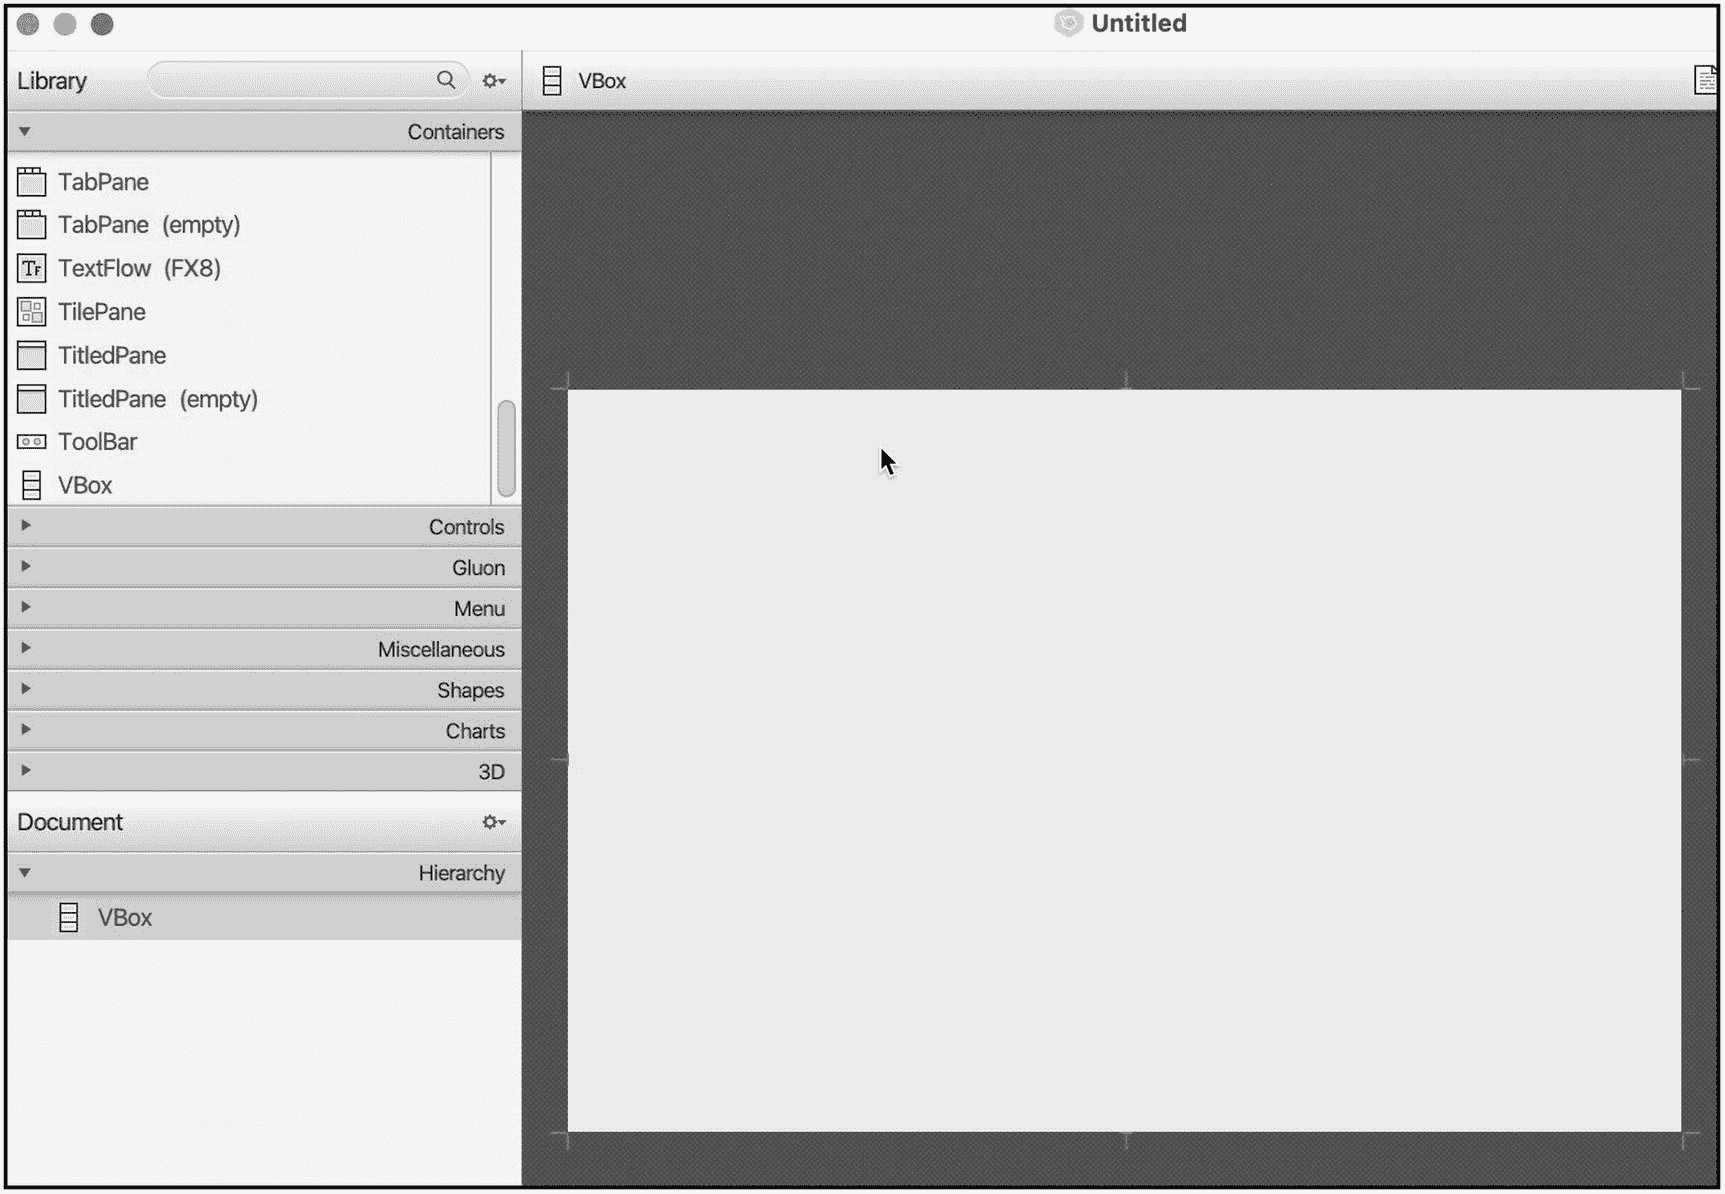 Untitled
Library
VBox
Containers
TabPane
TabPane (empty)
TF TextFlow (FX8)
TilePane
TitledPane
TitledPane (empty)
ToolBar
VBox
Controls
Gluon
Menu
Miscellaneous
Shapes
Charts
3D
Document
Hierarchy
VBox